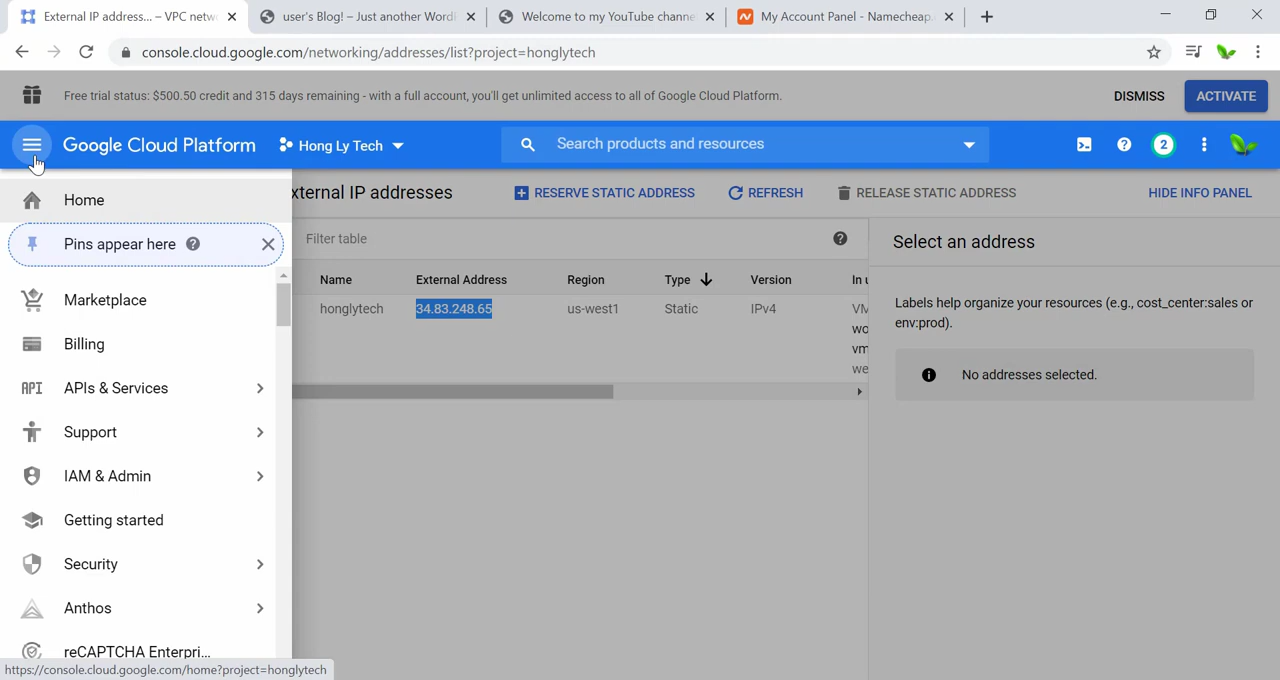 External IP address... – VPC netw
user's Blog! – Just another Word
Welcome to my YouTube channe
My Account Panel - Namecheap.
console.cloud.google.com/networking/addresses/list?project=honglytech
Free trial status: $500.50 credit and 315 days remaining - with a full account, you'll get unlimited access to all of Google Cloud Platform.
DISMISS
ACTIVATE
Google Cloud Platform
Hong Ly Tech
Search products and resources
2
xternal IP addresses
RESERVE STATIC ADDRESS
REFRESH
RELEASE STATIC ADDRESS
HIDE INFO PANEL
Home
Pins appear here
Marketplace
Billing
API APIs & Services
Support
IAM & Admin
Getting started
Security
Anthos
reCAPTCHA Enterpri...
Filter table
Name External Address Region Type Version In u
honglytech 34.83.248.65 us-west1 Static IPv4 VM
wo
vm
we
Select an address
Labels help organize your resources (e.g., cost_center:sales or
env:prod).
No addresses selected.
https://console.cloud.google.com/home?project=honglytech